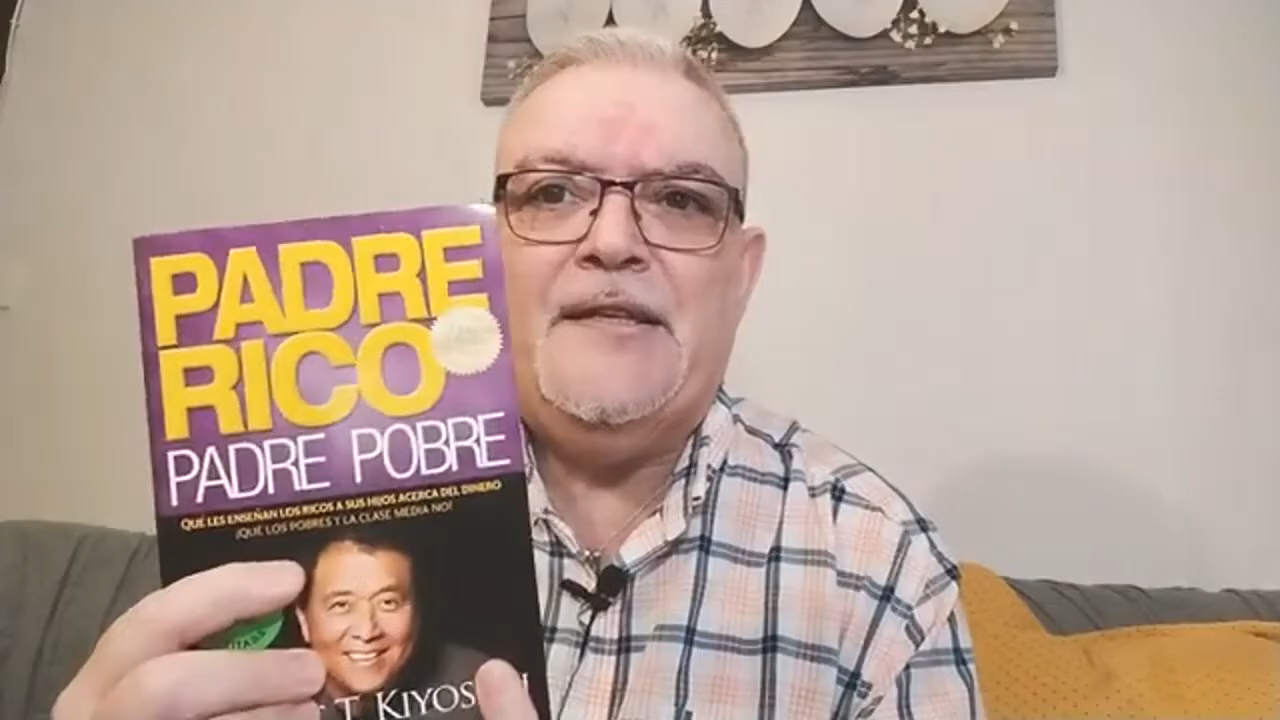 PADRE
RICO
PADRE POBRE
QUÉ LES ENSEÑAN LOS RICOS A SUS HIJOS ACERCA DEL DINERO
¡QUE LOS POBRES Y LA CLASE MEDIA NO!
T. KIYOS